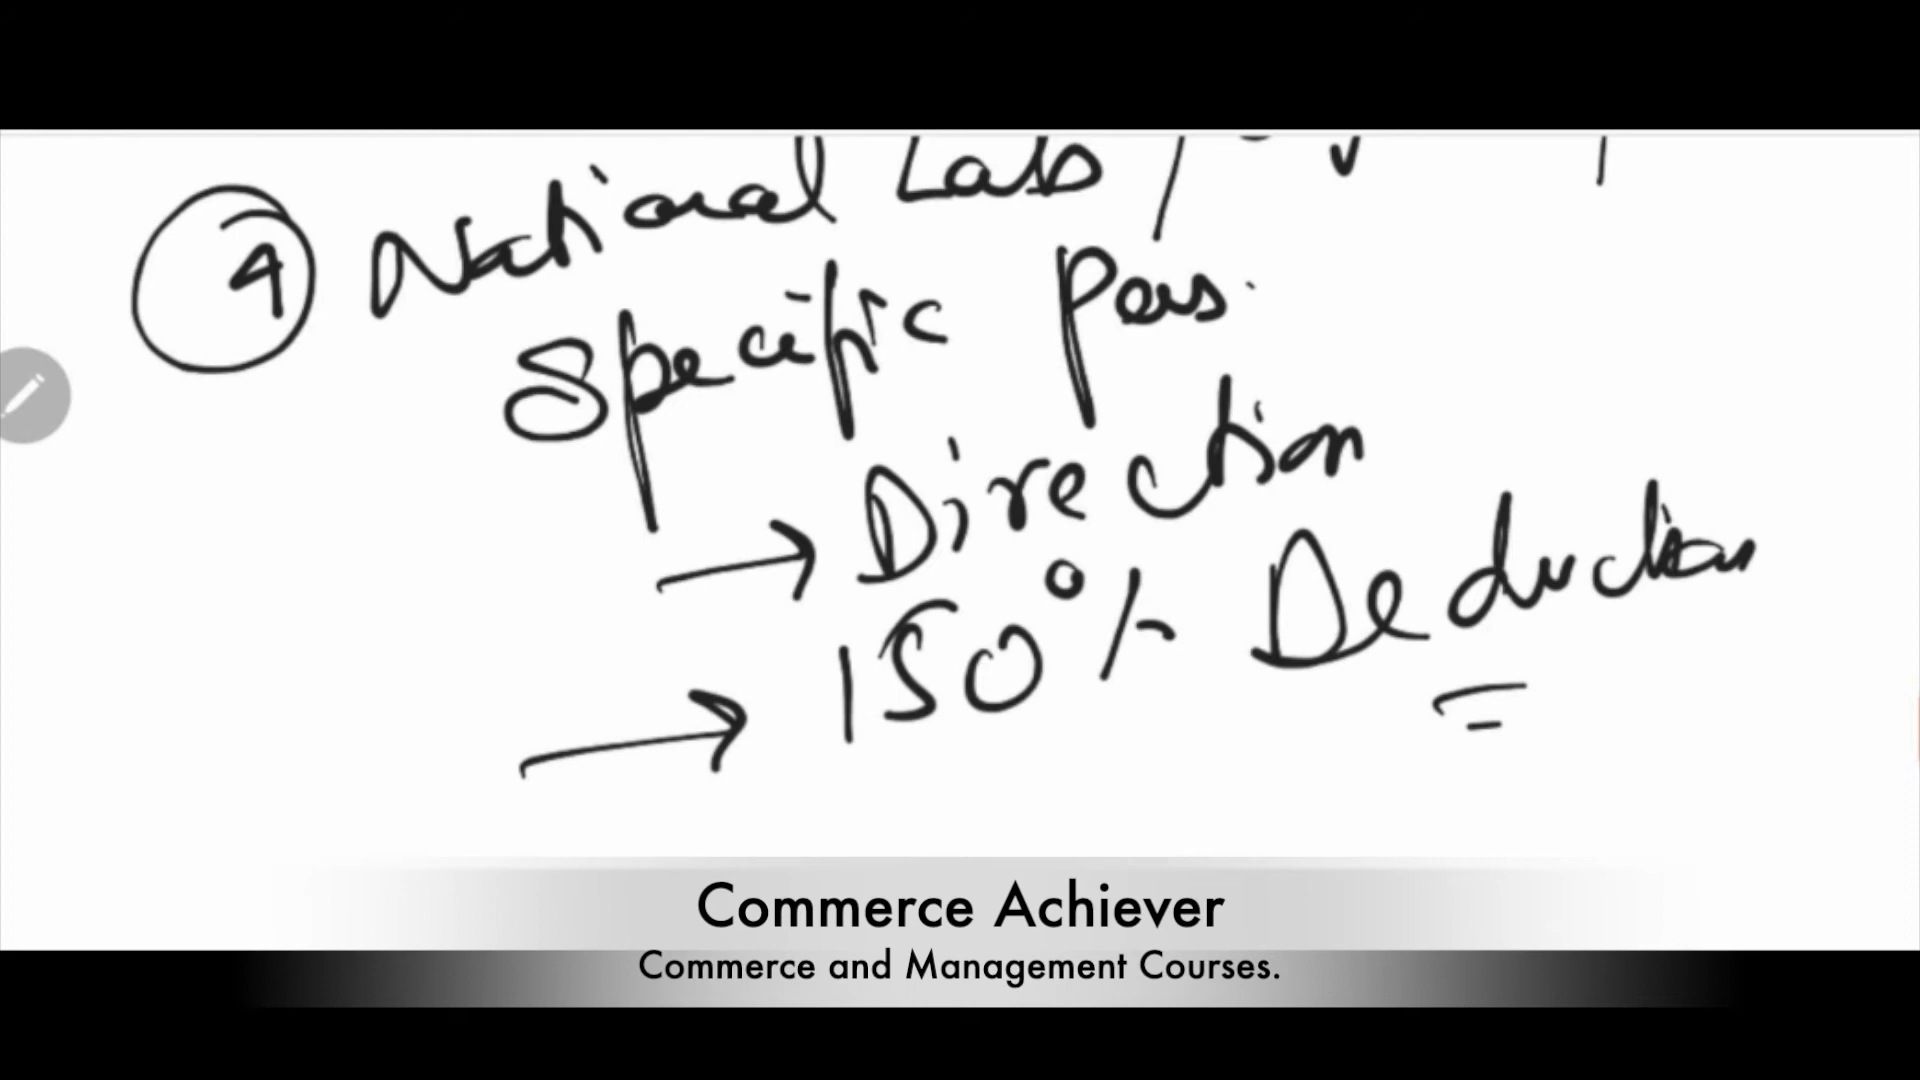 ④ National Lab /
Specific Pers.
→ Direction
→ 150% Deduction
Commerce Achiever
Commerce and Management Courses.